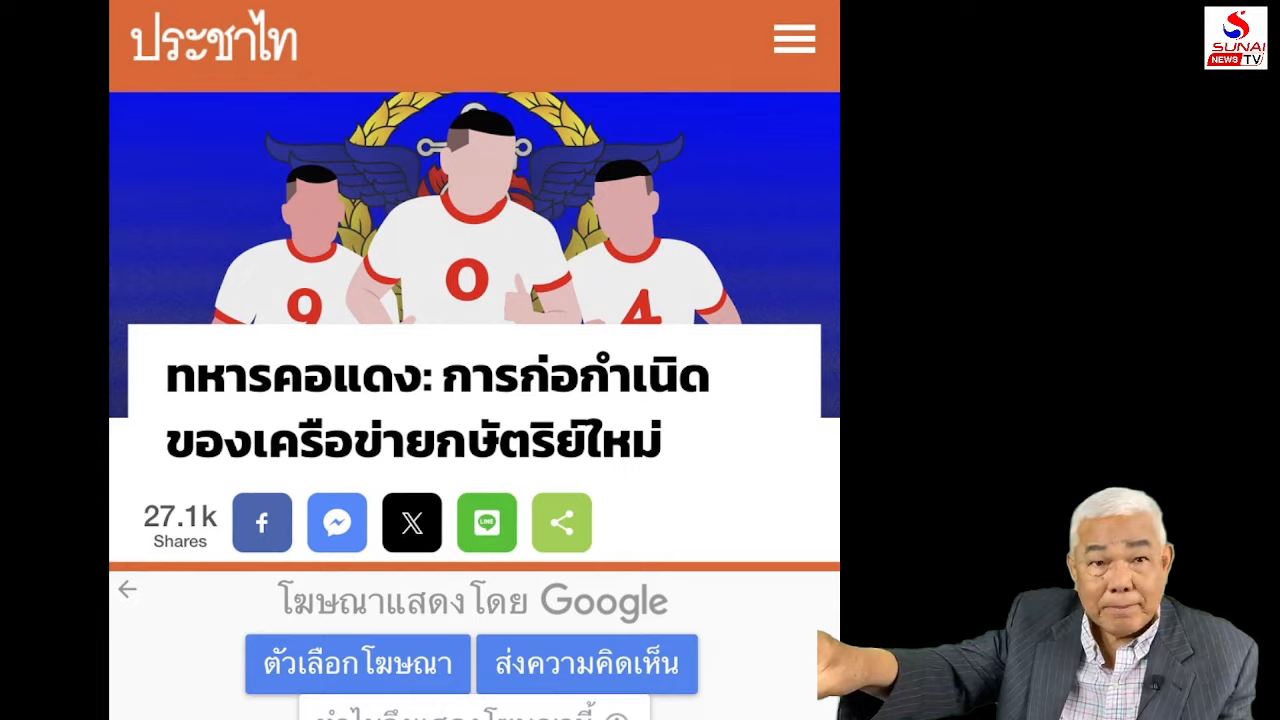 ประชาไท
SUNAI
NEWS TV
9
0
4
ทหารคอแดง: การก่อกำเนิด
ของเครือข่ายกษัตริย์ใหม่
27.1k
Shares
LINE
โฆษณาแสดงโดย Google
ตัวเลือกโฆษณา
ส่งความคิดเห็น